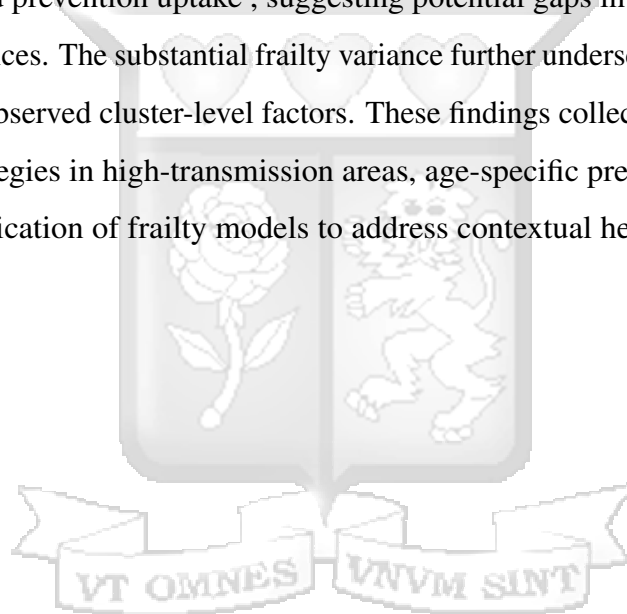 prevention uptake , suggesting potential gaps in
ces. The substantial frailty variance further unders
bserved cluster-level factors. These findings collec
egies in high-transmission areas, age-specific pre
ication of frailty models to address contextual he
VT OMNES VNVM SINT